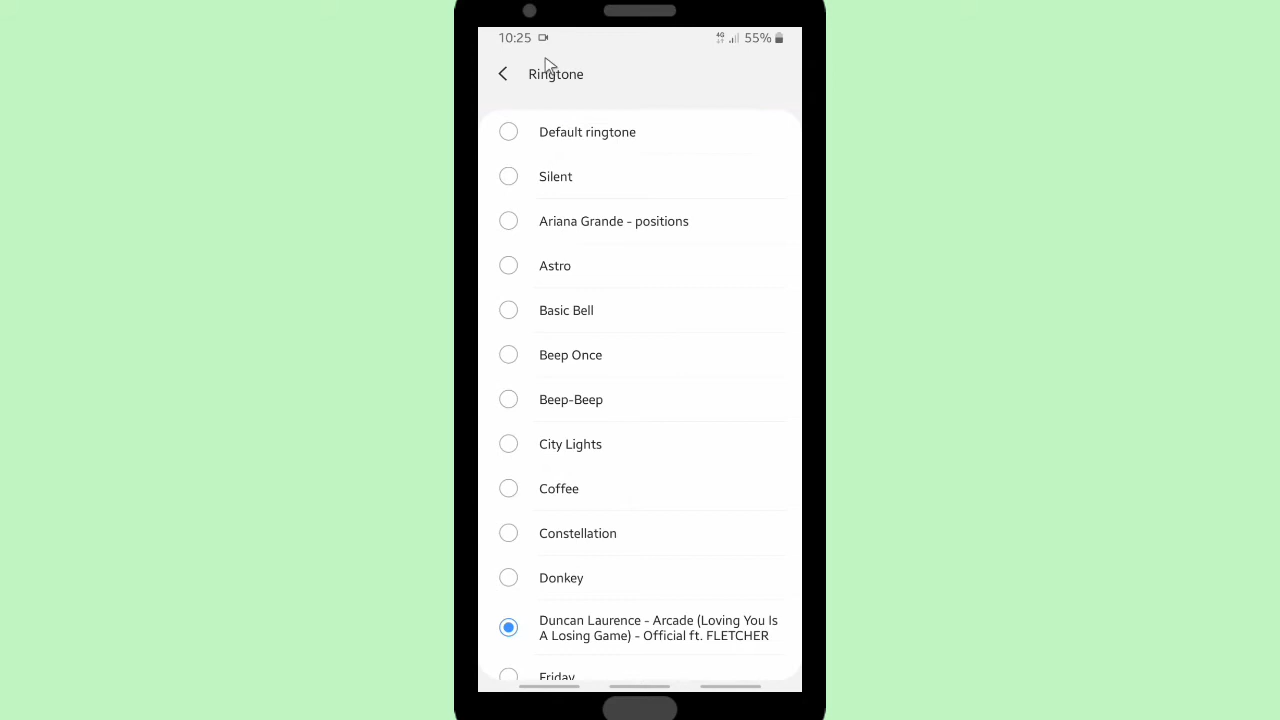 10:25 4G 55%
Ringtone
Default ringtone
Silent
Ariana Grande - positions
Astro
Basic Bell
Beep Once
Beep-Beep
City Lights
Coffee
Constellation
Donkey
Duncan Laurence - Arcade (Loving You Is
A Losing Game) - Official ft. FLETCHER
Friday